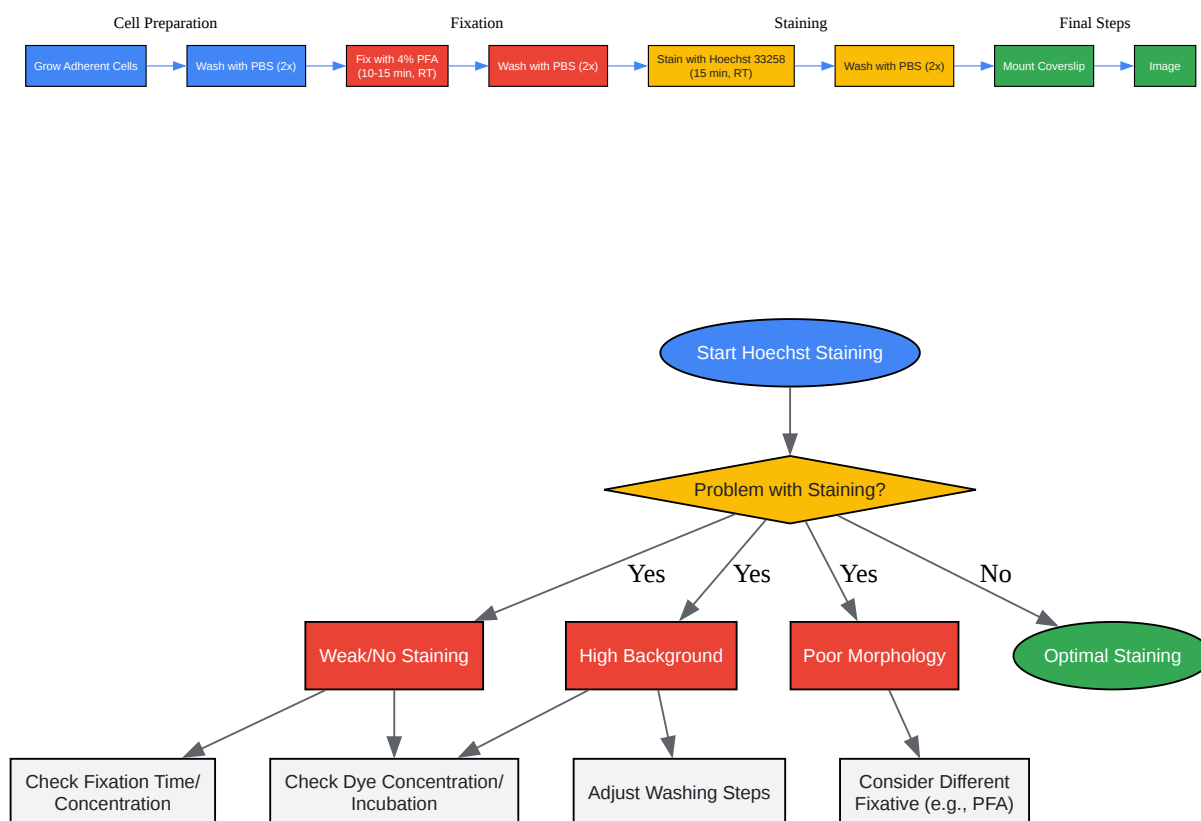 Cell Preparation
Fixation
Staining
Final Steps
Grow Adherent Cells
Wash with PBS (2x)
Fix with 4% PFA
(10-15 min, RT)
Wash with PBS (2x)
Stain with Hoechst 33258
(15 min, RT)
Wash with PBS (2x)
Mount Coverslip
Image
Start Hoechst Staining
Problem with Staining?
Yes
Yes
Yes
No
Weak/No Staining
High Background
Poor Morphology
Optimal Staining
Check Fixation Time/
Concentration
Check Dye Concentration/
Incubation
Adjust Washing Steps
Consider Different
Fixative (e.g., PFA)